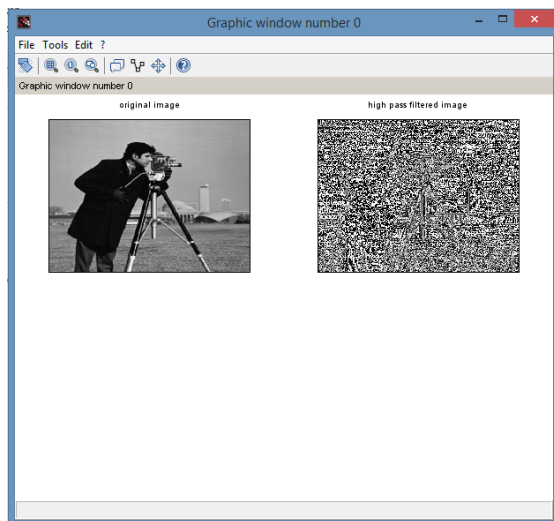 Graphic window number 0
File Tools Edit ?
Graphic window number 0
original image
high pass filtered image